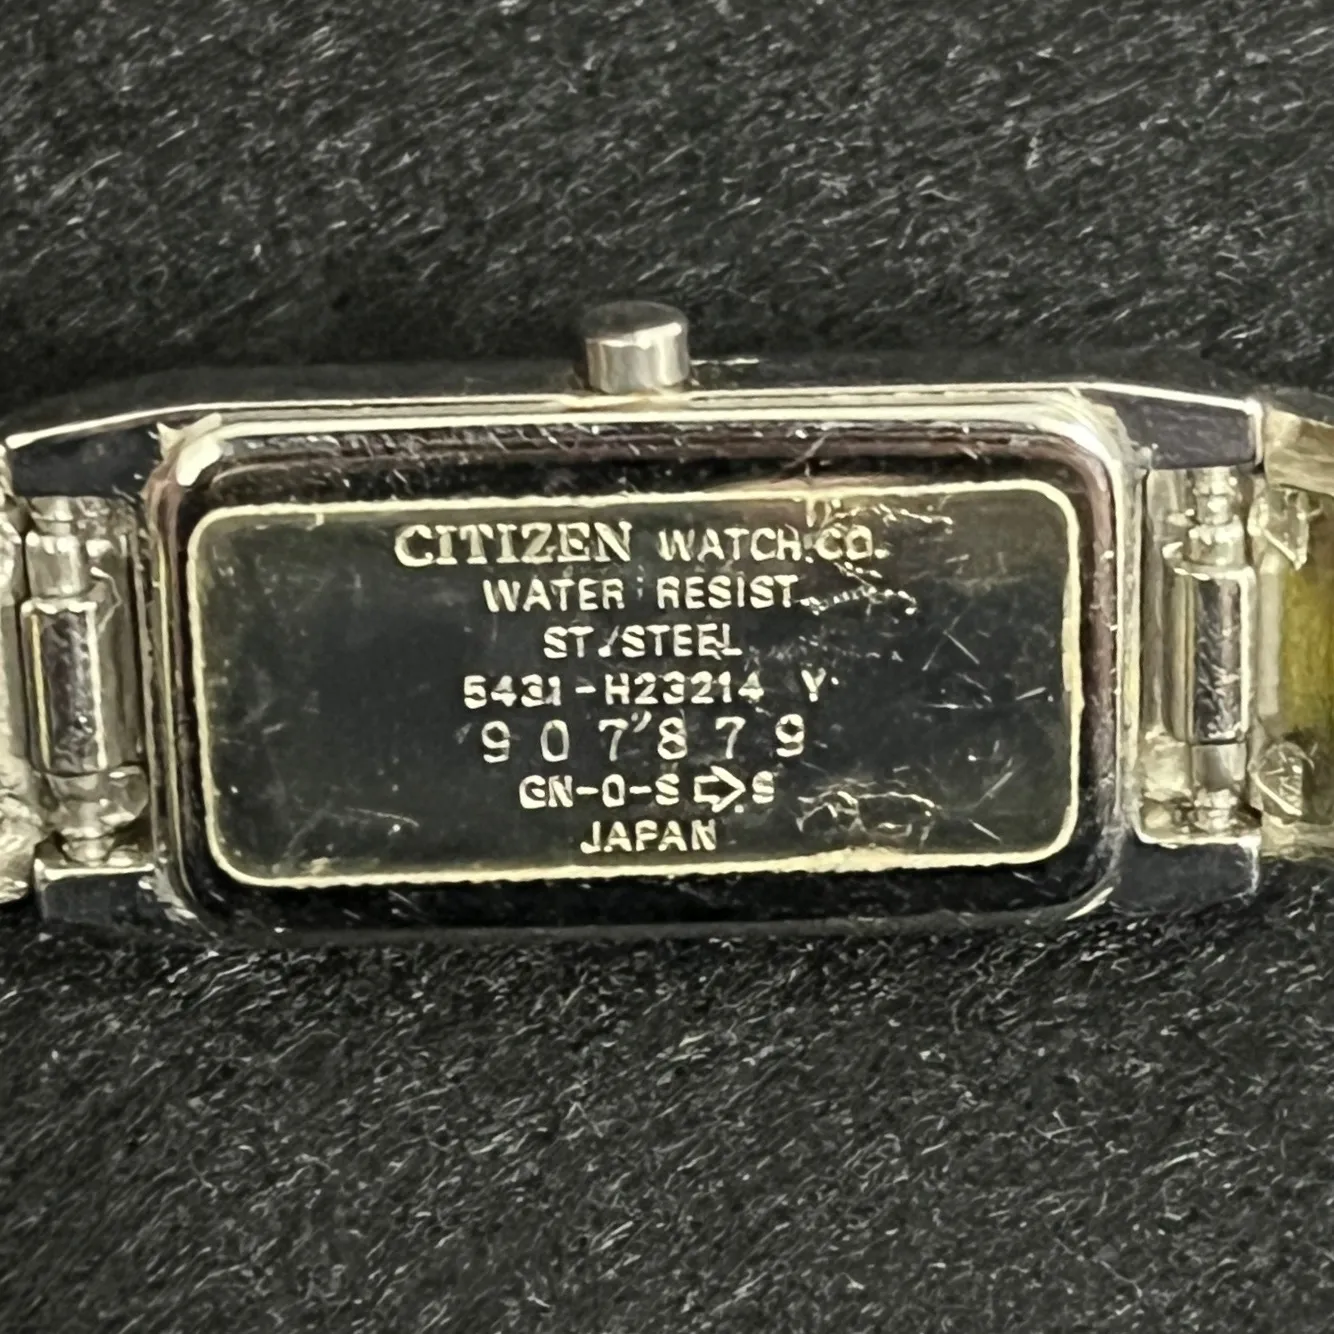 CITIZEN WATCH CO.
WATER RESIST
ST./STEEL
5431-H23214 Y
907879
GN-0-S ⇨ S
JAPAN